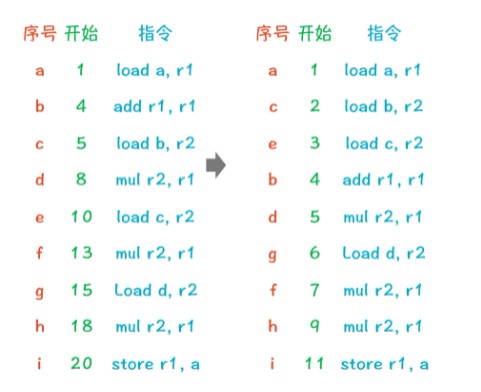 序号 开始 指令
a 1 load a, r1
b 4 add r1, r1
c 5 load b, r2
d 8 mul r2, r1
e 10 load c, r2
f 13 mul r2, r1
g 15 Load d, r2
h 18 mul r2, r1
i 20 store r1, a
序号 开始 指令
a 1 load a, r1
c 2 load b, r2
e 3 load c, r2
b 4 add r1, r1
d 5 mul r2, r1
g 6 Load d, r2
f 7 mul r2, r1
h 9 mul r2, r1
i 11 store r1, a